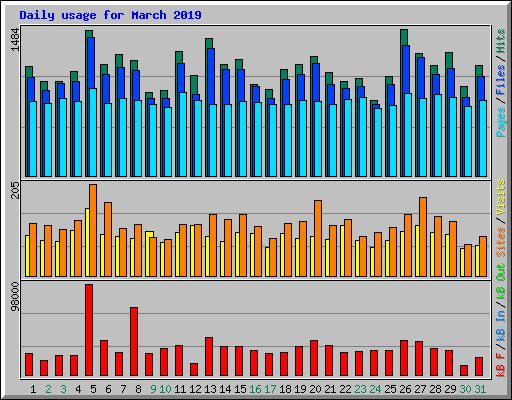 Daily usage for March 2019
1484
Pages / Files / Hits
205
Sites / Visits
98000
kB F / kB In / kB Out
1 2 3 4 5 6 7 8 9 10 11 12 13 14 15 16 17 18 19 20 21 22 23 24 25 26 27 28 29 30 31